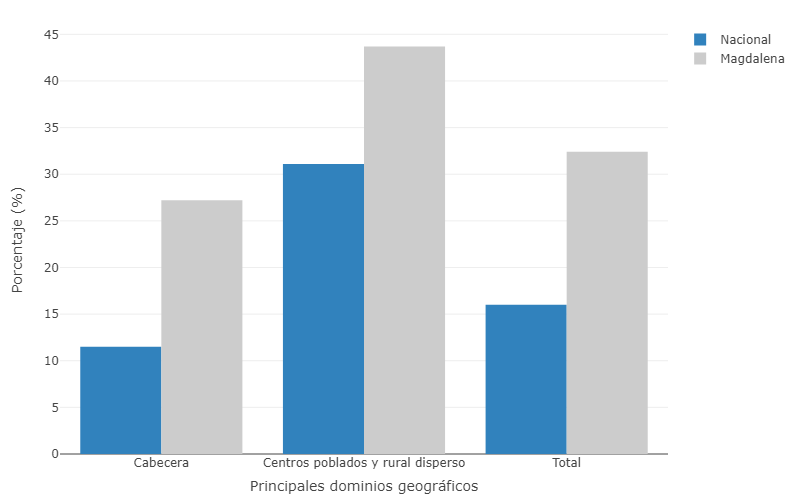 45
40
35
30
25
20
15
10
5
0
Porcentaje (%)
Cabecera
Centros poblados y rural disperso
Total
Principales dominios geográficos
Nacional
Magdalena